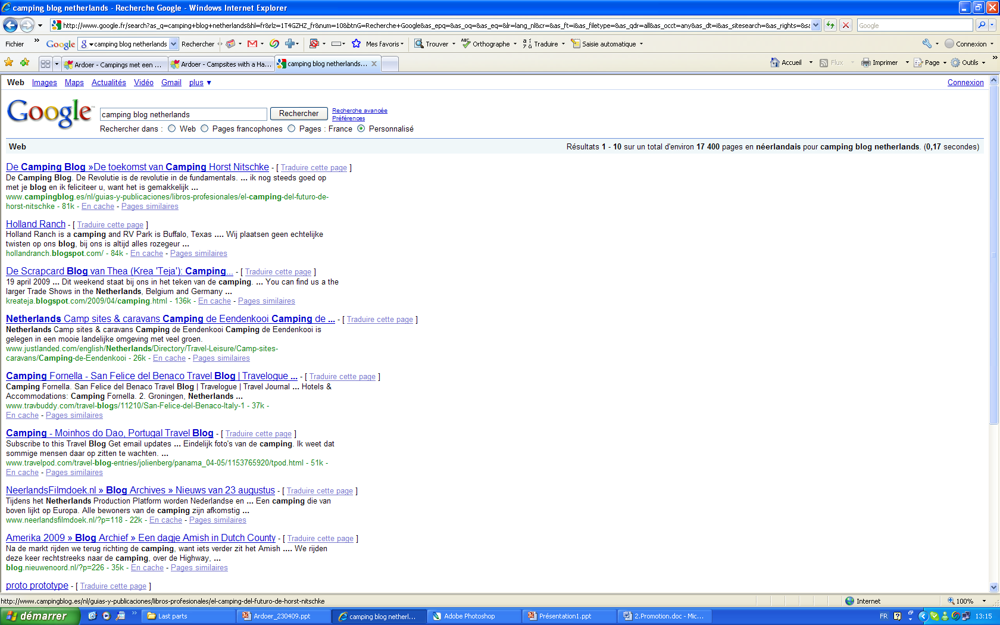 camping blog netherlands - Recherche Google - Windows Internet Explorer
http://www.google.fr/search?as_q=camping+blog+netherlands&hl=fr&rlz=1T4GZHZ_fr&num=10&btnG=Recherche+Google&as_epq=&as_oq=&as_eq=&lr=lang_nl&cr=&as_ft=i&as_filetype=&as_qdr=all&as_occt=any&as_dt=i&as_sitesearch=&as_rights=&sa
Google
Fichier » Google camping blog netherlands Rechercher Mes favoris Trouver Orthographe Traduire Saisie automatique Connexion
Ardoer - Campings met een ... Ardoer - Campsites with a Ha... camping blog netherlands... Accueil Flux Imprimer Page Outils »
Web Images Maps Actualités Vidéo Gmail plus ▼ Connexion
Google™ camping blog netherlands Rechercher Recherche avancée
Préférences
Rechercher dans : Web Pages francophones Pages : France Personnalisé
Web Résultats 1 - 10 sur un total d'environ 17 400 pages en néerlandais pour camping blog netherlands. (0,17 secondes)
De Camping Blog »De toekomst van Camping Horst Nitschke - [ Traduire cette page ]
De Camping Blog. De Revolutie is de revolutie in de fundamentals. ... ik nog steeds goed op
met je blog en ik feliciteer u, want het is gemakkelijk ...
www.campingblog.es/nl/guias-y-publicaciones/libros-profesionales/el-camping-del-futuro-de-
horst-nitschke - 81k - En cache - Pages similaires
Holland Ranch - [ Traduire cette page ]
Holland Ranch is a camping and RV Park is Buffalo, Texas .... Wij plaatsen geen echtelijke
twisten op ons blog, bij ons is altijd alles rozegeur ...
hollandranch.blogspot.com/ - 84k - En cache - Pages similaires
De Scrapcard Blog van Thea (Krea 'Teja'): Camping... - [ Traduire cette page ]
19 april 2009 ... Dit weekend staat bij ons in het teken van de camping. ... You can find us a the
larger Trade Shows in the Netherlands, Belgium and Germany ...
kreateja.blogspot.com/2009/04/camping.html - 136k - En cache - Pages similaires
Netherlands Camp sites & caravans Camping de Eendenkooi Camping de ... - [ Traduire cette page ]
Netherlands Camp sites & caravans Camping de Eendenkooi Camping de Eendenkooi is
gelegen in een mooie landelijke omgeving met veel groen.
www.justlanded.com/english/Netherlands/Directory/Travel-Leisure/Camp-sites-
caravans/Camping-de-Eendenkooi - 26k - En cache - Pages similaires
Camping Fornella - San Felice del Benaco Travel Blog | Travelogue ... - [ Traduire cette page ]
Camping Fornella. San Felice del Benaco Travel Blog | Travelogue | Travel Journal ... Hotels &
Accommodations: Camping Fornella. 2. Groningen, Netherlands ...
www.travbuddy.com/travel-blogs/11210/San-Felice-del-Benaco-Italy-1 - 37k -
En cache - Pages similaires
Camping - Moinhos do Dao, Portugal Travel Blog - [ Traduire cette page ]
Subscribe to this Travel Blog Get email updates ... Eindelijk foto's van de camping. Ik weet dat
sommige mensen daar op zitten te wachten. ...
www.travelpod.com/travel-blog-entries/jolienberg/panama_04-05/1153765920/tpod.html - 51k -
En cache - Pages similaires
NeerlandsFilmdoek.nl » Blog Archives » Nieuws van 23 augustus - [ Traduire cette page ]
Tijdens het Netherlands Production Platform worden Nederlandse en ... Een camping die van
boven lijkt op Europa. Alle bewoners van de camping zijn afkomstig ...
www.neerlandsfilmdoek.nl/?p=118 - 22k - En cache - Pages similaires
Amerika 2009 » Blog Archief » Een dagje Amish in Dutch County - [ Traduire cette page ]
Na de markt rijden we terug richting de camping, want iets verder zit het Amish .... We rijden
deze keer rechtstreeks naar de camping, over de Highway, ...
blog.nieuwenoord.nl/?p=226 - 35k - En cache - Pages similaires
proto prototype - [ Traduire cette page ]
http://www.campingblog.es/nl/guias-y-publicaciones/libros-profesionales/el-camping-del-futuro-de-horst-nitschke Internet 100%
démarrer » Last parts Ardoer_230409.ppt camping blog netherl... Adobe Photoshop Présentation1.ppt 2.Promotion.doc - Mic... FR 13:15